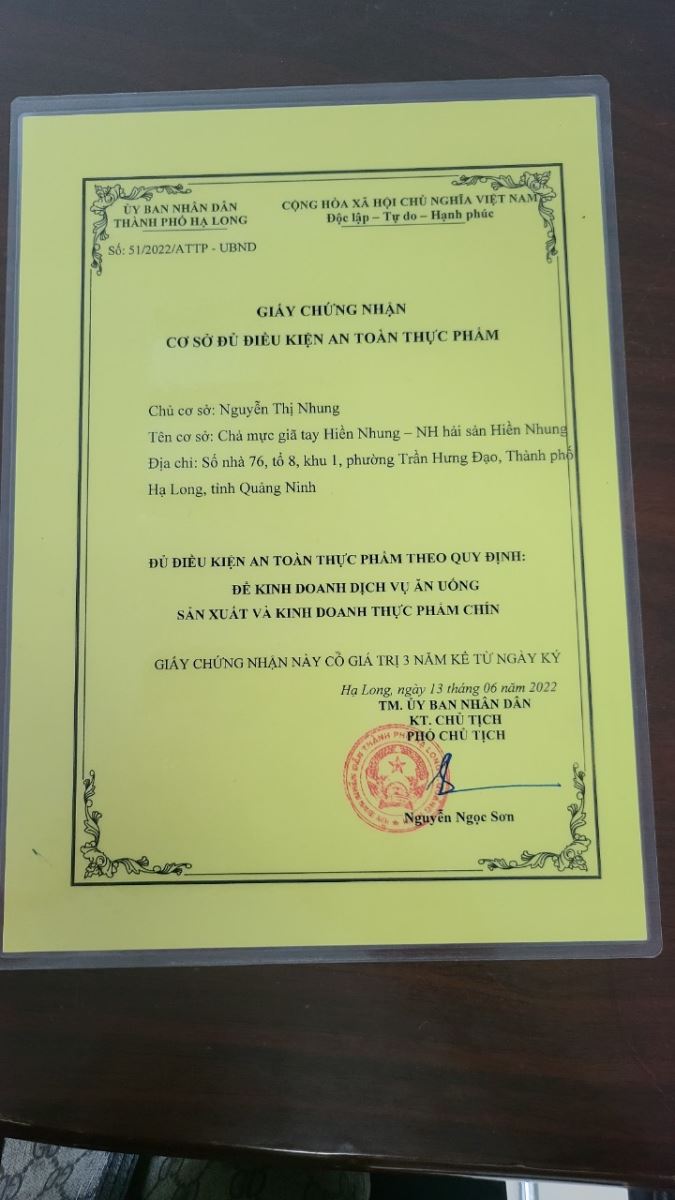 ỦY BAN NHÂN DÂN
THÀNH PHỐ HẠ LONG
Số: 51/2022/ATTP - UBND
CỘNG HÒA XÃ HỘI CHỦ NGHĨA VIỆT NAM
Độc lập – Tự do – Hạnh phúc
GIẤY CHỨNG NHẬN
CƠ SỞ ĐỦ ĐIỀU KIỆN AN TOÀN THỰC PHẨM
Chủ cơ sở: Nguyễn Thị Nhung
Tên cơ sở: Chả mực giã tay Hiền Nhung – NH hải sản Hiền Nhung
Địa chỉ: Số nhà 76, tổ 8, khu 1, phường Trần Hưng Đạo, Thành phố
Hạ Long, tỉnh Quảng Ninh
ĐỦ ĐIỀU KIỆN AN TOÀN THỰC PHẨM THEO QUY ĐỊNH:
ĐỂ KINH DOANH DỊCH VỤ ĂN UỐNG
SẢN XUẤT VÀ KINH DOANH THỰC PHẨM CHÍN
GIẤY CHỨNG NHẬN NÀY CỒ GIÁ TRỊ 3 NĂM KỂ TỪ NGÀY KÝ
Hạ Long, ngày 13 tháng 06 năm 2022
TM. ỦY BAN NHÂN DÂN
KT. CHỦ TỊCH
PHÓ CHỦ TỊCH
Nguyễn Ngọc Sơn